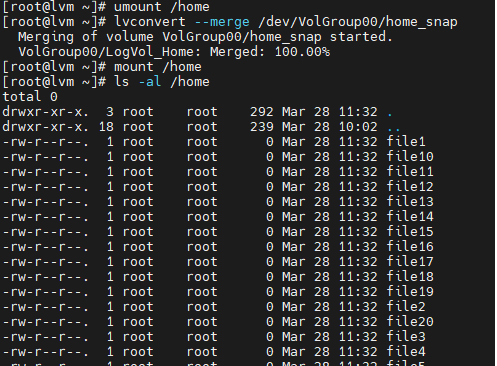 [root@lvm ~]# umount /home
[root@lvm ~]# lvconvert --merge /dev/VolGroup00/home_snap
  Merging of volume VolGroup00/home_snap started.
  VolGroup00/LogVol_Home: Merged: 100.00%
[root@lvm ~]# mount /home
[root@lvm ~]# ls -al /home
total 0
drwxr-xr-x.  3 root    root    292 Mar 28 11:32 .
drwxr-xr-x. 18 root    root    239 Mar 28 10:02 ..
-rw-r--r--.  1 root    root      0 Mar 28 11:32 file1
-rw-r--r--.  1 root    root      0 Mar 28 11:32 file10
-rw-r--r--.  1 root    root      0 Mar 28 11:32 file11
-rw-r--r--.  1 root    root      0 Mar 28 11:32 file12
-rw-r--r--.  1 root    root      0 Mar 28 11:32 file13
-rw-r--r--.  1 root    root      0 Mar 28 11:32 file14
-rw-r--r--.  1 root    root      0 Mar 28 11:32 file15
-rw-r--r--.  1 root    root      0 Mar 28 11:32 file16
-rw-r--r--.  1 root    root      0 Mar 28 11:32 file17
-rw-r--r--.  1 root    root      0 Mar 28 11:32 file18
-rw-r--r--.  1 root    root      0 Mar 28 11:32 file19
-rw-r--r--.  1 root    root      0 Mar 28 11:32 file2
-rw-r--r--.  1 root    root      0 Mar 28 11:32 file20
-rw-r--r--.  1 root    root      0 Mar 28 11:32 file3
-rw-r--r--.  1 root    root      0 Mar 28 11:32 file4
-rw-r--r--.  1 root    root      0 Mar 28 11:32 file5